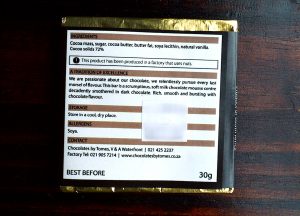 INGREDIENTS
Cocoa mass, sugar, cocoa butter, butter fat, soya lecithin, natural vanilla.
Cocoa solids 72%
This product has been produced in a factory that uses nuts.
A TRADITION OF EXCELLENCE
We are passionate about our chocolate, we relentlessly pursue every last
morsel of flavour. This bar is a scrumptious, soft milk chocolate mousse centre
decadently smothered in dark chocolate. Rich, smooth and bursting with
chocolate flavour.
STORAGE
Store in a cool, dry place.
ALLERGENS
Soya.
CONTACT
Chocolates by Tomes, V & A Waterfront | 021 425 2237
Factory Tel: 021 905 7214 | www.chocolatesbytomes.co.za
BEST BEFORE
30g